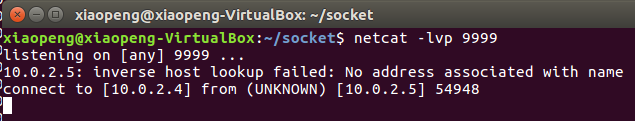 xiaopeng@xiaopeng-VirtualBox: ~/socket
xiaopeng@xiaopeng-VirtualBox:~/socket$ netcat -lvp 9999
listening on [any] 9999 ...
10.0.2.5: inverse host lookup failed: No address associated with name
connect to [10.0.2.4] from (UNKNOWN) [10.0.2.5] 54948